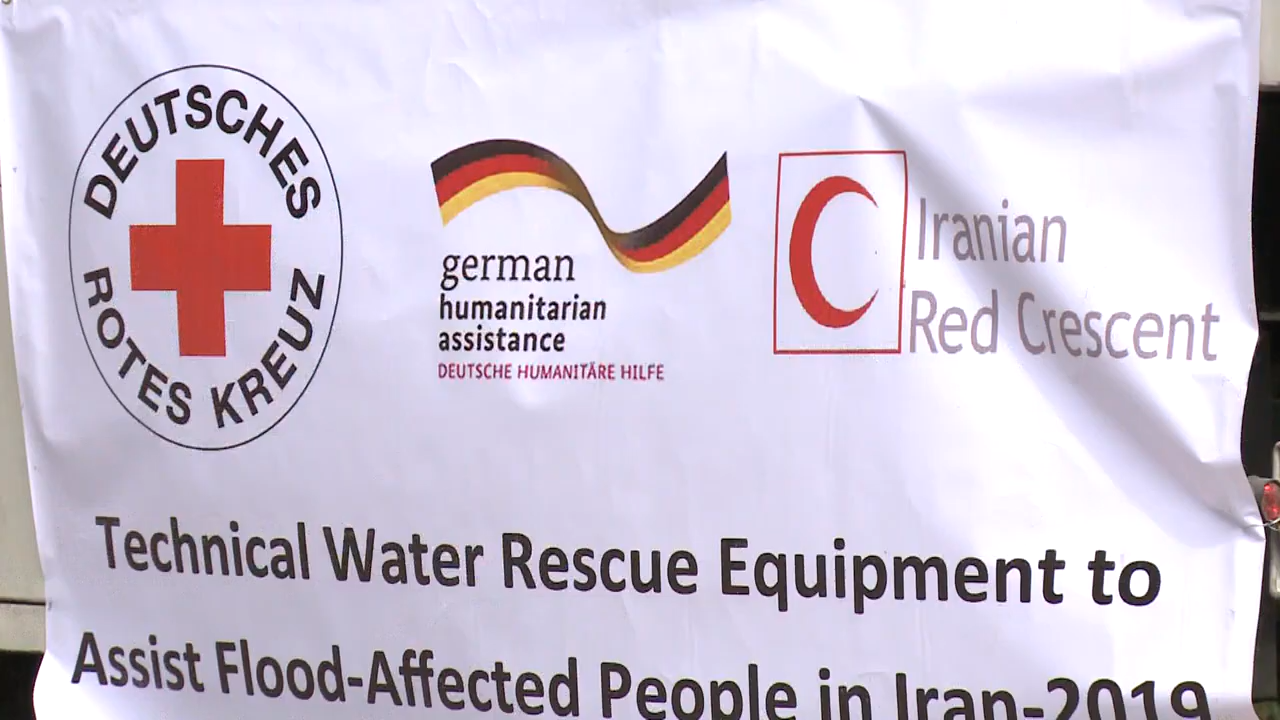 DEUTSCHES
ROTES KREUZ
german
humanitarian
assistance
DEUTSCHE HUMANITÄRE HILFE
Iranian
Red Crescent
Technical Water Rescue Equipment to
Assist Flood-Affected People in Iran-2019